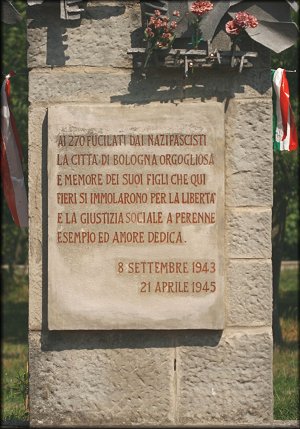 AI 270 FUCILATI DAI NAZIFASCISTI
LA CITTÀ DI BOLOGNA ORGOGLIOSA
E MEMORE DEI SUOI FIGLI CHE QUI
FIERI SI IMMOLARONO PER LA LIBERTÀ
E LA GIUSTIZIA SOCIALE A PERENNE
ESEMPIO ED AMORE DEDICA.
8 SETTEMBRE 1943
21 APRILE 1945